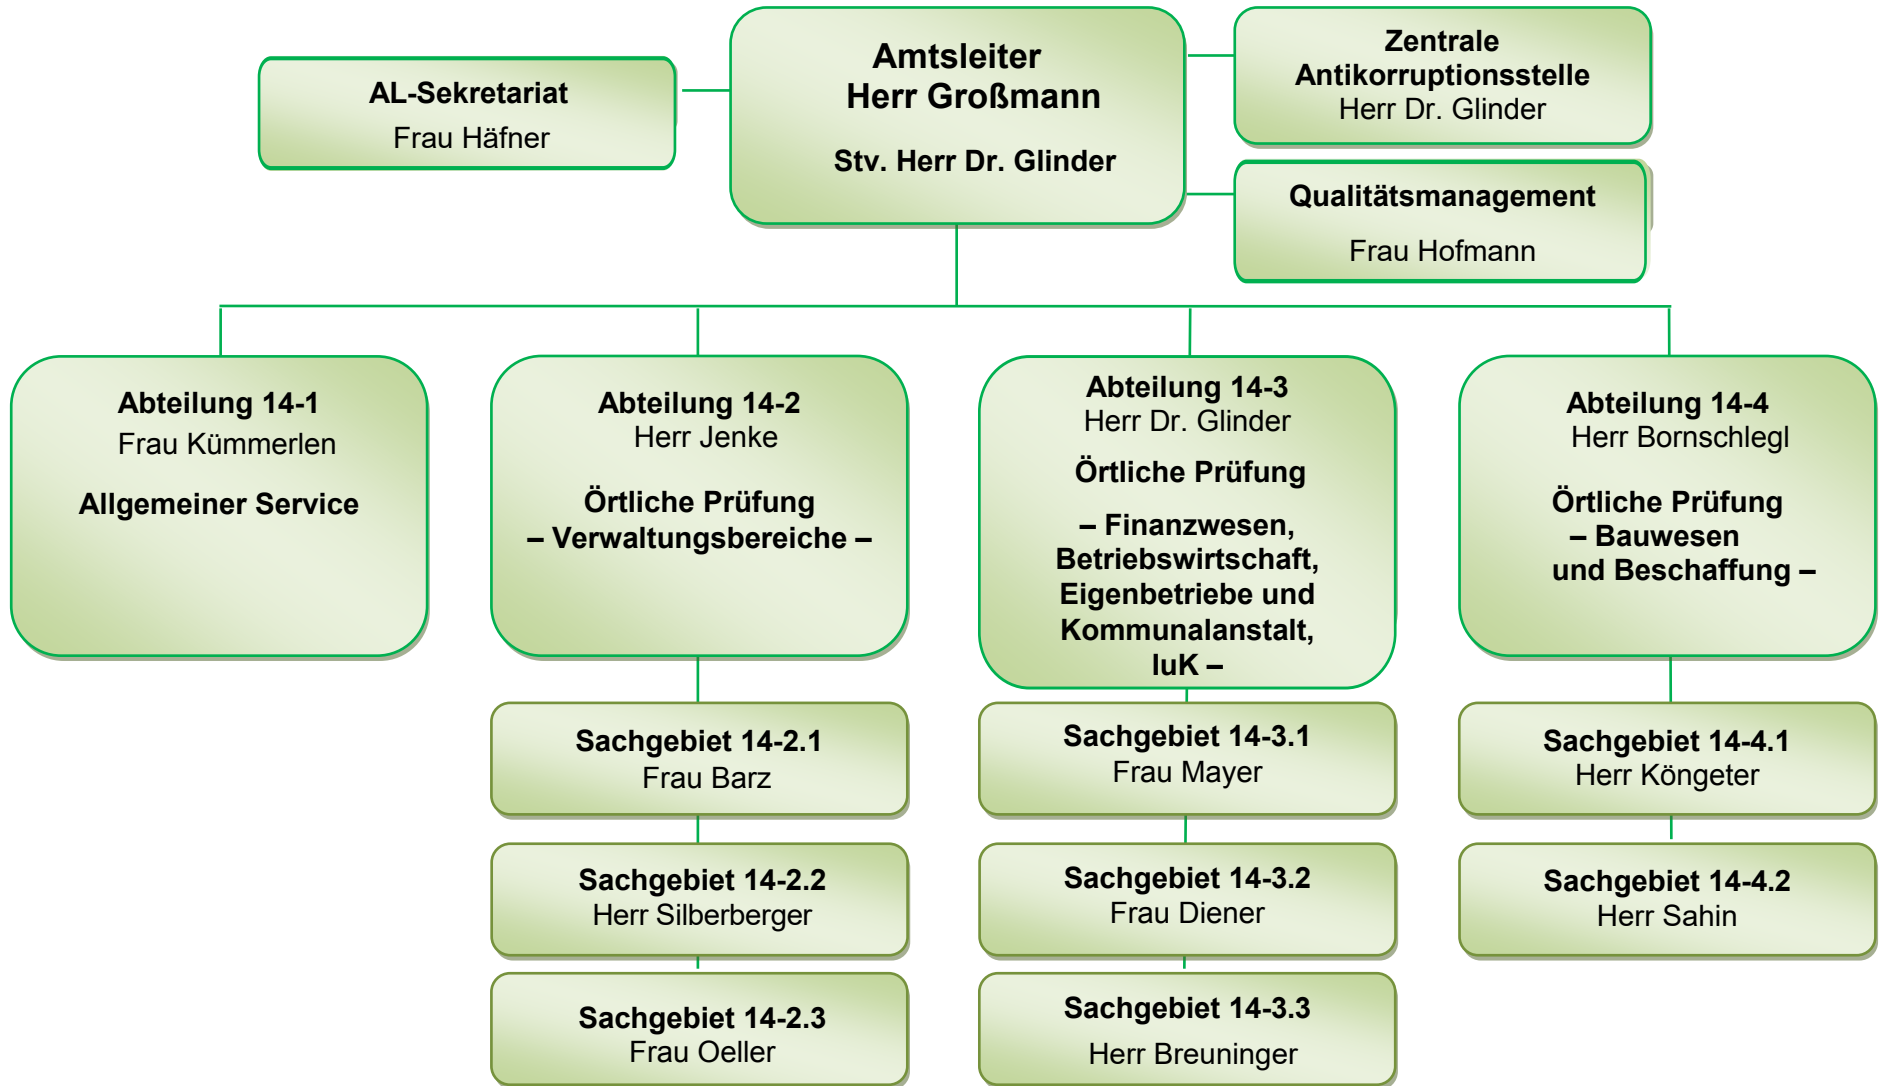 AL-Sekretariat
Frau Häfner
Amtsleiter
Herr Großmann
Stv. Herr Dr. Glinder
Zentrale
Antikorruptionsstelle
Herr Dr. Glinder
Qualitätsmanagement
Frau Hofmann
Abteilung 14-1
Frau Kümmerlen
Allgemeiner Service
Abteilung 14-2
Herr Jenke
Örtliche Prüfung
– Verwaltungsbereiche –
Abteilung 14-3
Herr Dr. Glinder
Örtliche Prüfung
– Finanzwesen,
Betriebswirtschaft,
Eigenbetriebe und
Kommunalanstalt,
IuK –
Abteilung 14-4
Herr Bornschlegl
Örtliche Prüfung
– Bauwesen
und Beschaffung –
Sachgebiet 14-2.1
Frau Barz
Sachgebiet 14-3.1
Frau Mayer
Sachgebiet 14-4.1
Herr Köngeter
Sachgebiet 14-2.2
Herr Silberberger
Sachgebiet 14-3.2
Frau Diener
Sachgebiet 14-4.2
Herr Sahin
Sachgebiet 14-2.3
Frau Oeller
Sachgebiet 14-3.3
Herr Breuninger